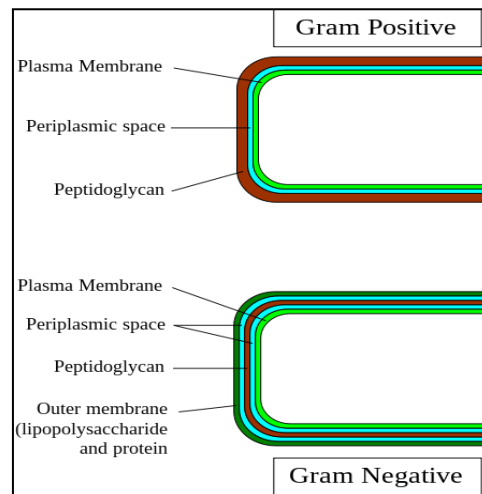 Gram Positive
Plasma Membrane
Periplasmic space
Peptidoglycan
Plasma Membrane
Periplasmic space
Peptidoglycan
Outer membrane
(lipopolysaccharide
and protein
Gram Negative